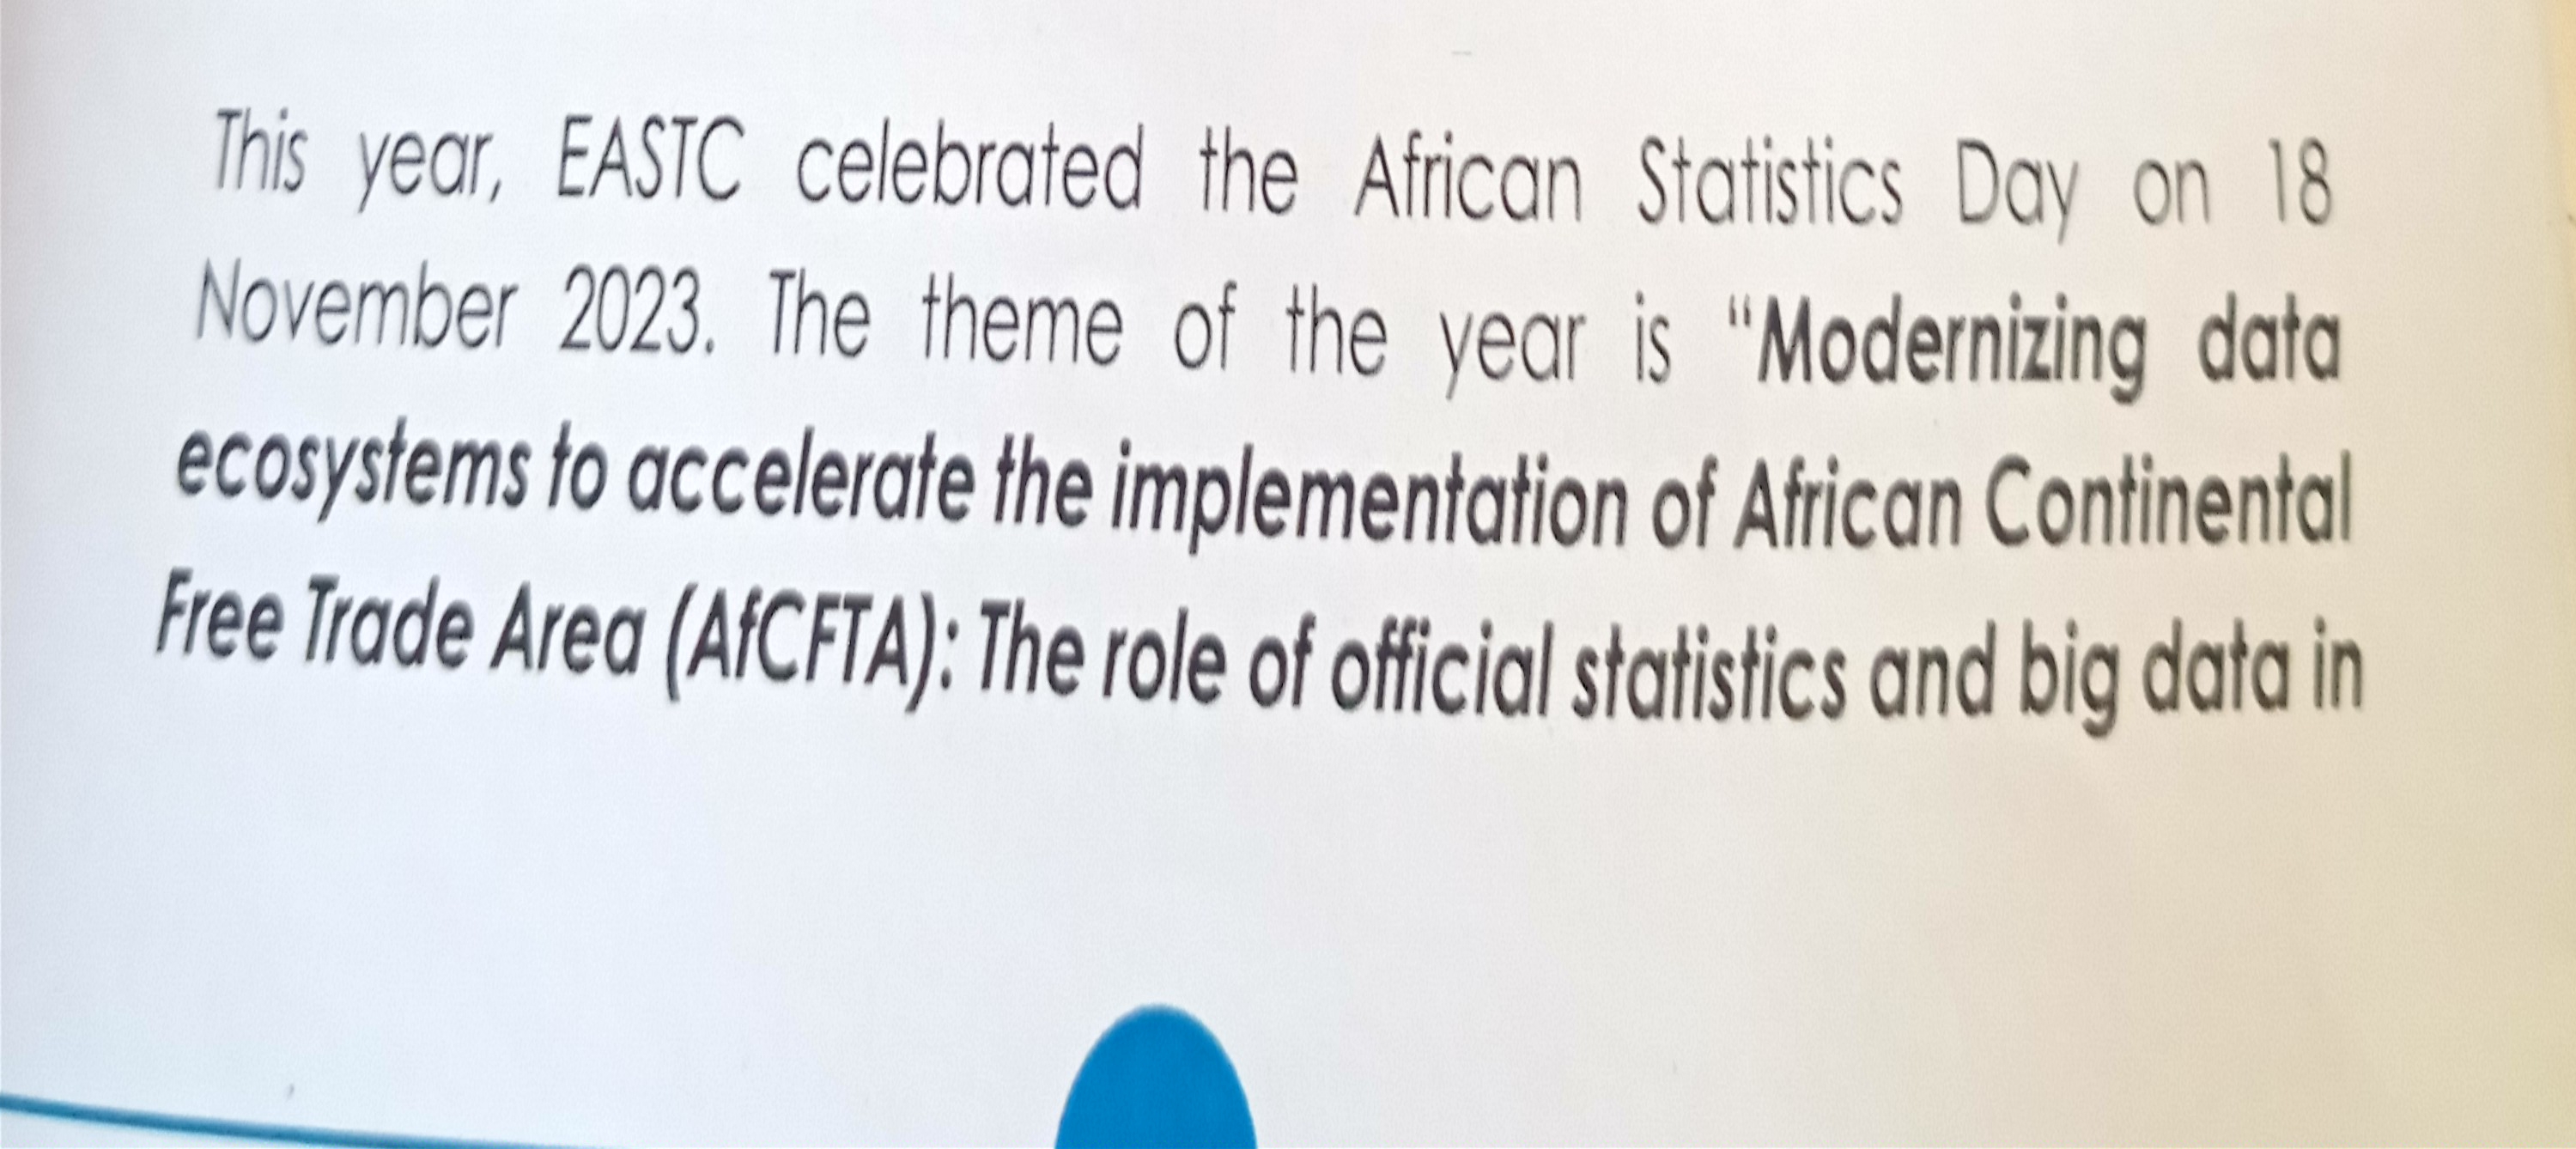 This year, EASTC celebrated the African Statistics Day on 18
November 2023. The theme of the year is “Modernizing data
ecosystems to accelerate the implementation of African Continental
Free Trade Area (AfCFTA): The role of official statistics and big data in